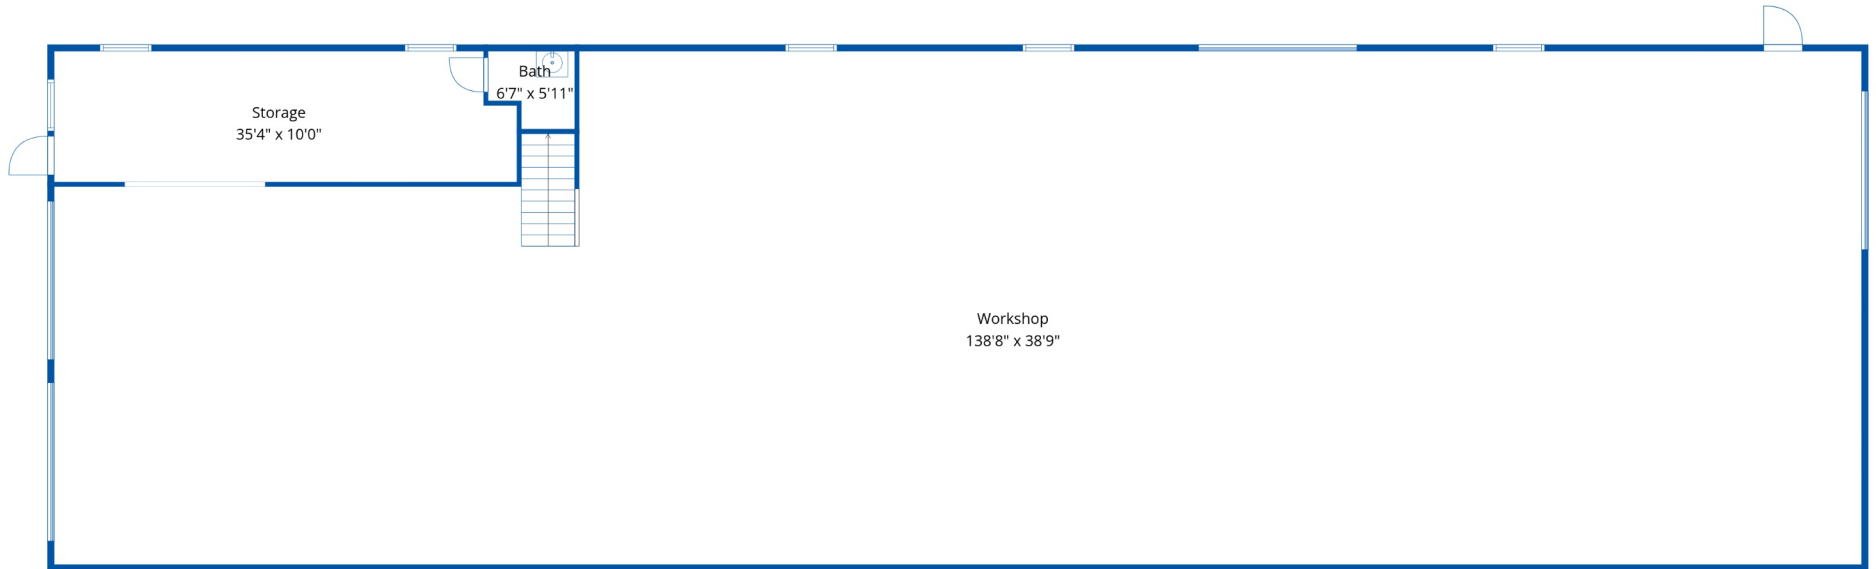 Bath
6'7" x 5'11"
Storage
35'4" x 10'0"
Workshop
138'8" x 38'9"